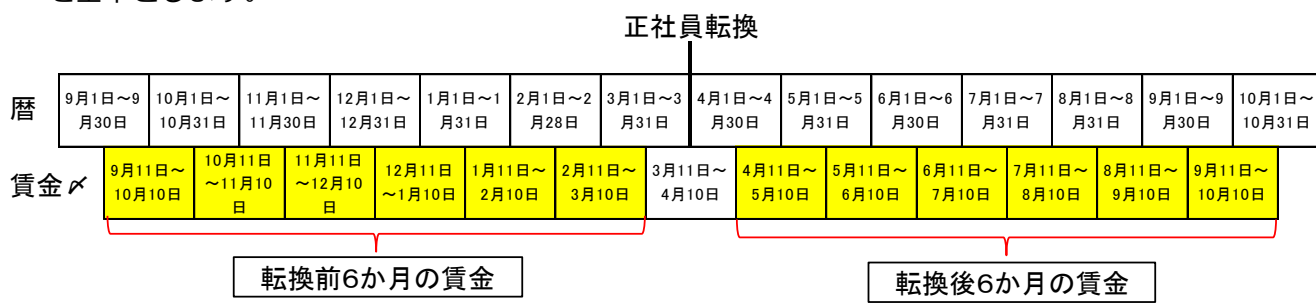 とします。
正社員転換
暦
9月1日~9
月30日
10月1日~
10月31日
11月1日~
11月30日
12月1日~
12月31日
1月1日~1
月31日
2月1日~2
月28日
3月1日~3
月31日
4月1日~4
月30日
5月1日~5
月31日
6月1日~6
月30日
7月1日~7
月31日
8月1日~8
月31日
9月1日~9
月30日
10月1日~
10月31日
賃金〆
9月11日~
10月10日
10月11日
~11月10
日
11月11日
~12月10
日
12月11日
~1月10日
1月11日~
2月10日
2月11日~
3月10日
3月11日~
4月10日
4月11日~
5月10日
5月11日~
6月10日
6月11日~
7月10日
7月11日~
8月10日
8月11日~
9月10日
9月11日~
10月10日
転換前6か月の賃金
転換後6か月の賃金